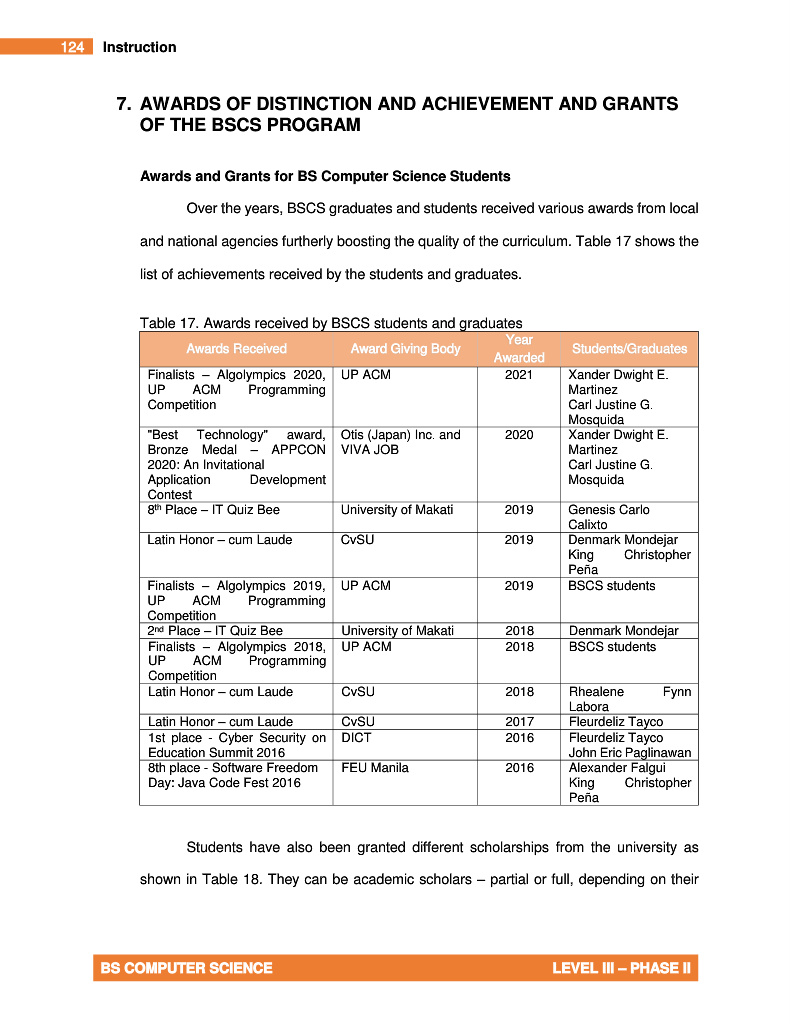 124 Instruction
7. AWARDS OF DISTINCTION AND ACHIEVEMENT AND GRANTS
OF THE BSCS PROGRAM
Awards and Grants for BS Computer Science Students
Over the years, BSCS graduates and students received various awards from local
and national agencies furtherly boosting the quality of the curriculum. Table 17 shows the
list of achievements received by the students and graduates.
Table 17. Awards received by BSCS students and graduates
Awards Received Award Giving Body Year Awarded Students/Graduates
Finalists – Algolympics 2020, UP ACM 2021 Xander Dwight E.
UP ACM Programming Martinez
Competition Carl Justine G.
Mosquida
"Best Technology" award, Otis (Japan) Inc. and 2020 Xander Dwight E.
Bronze Medal – APPCON VIVA JOB Martinez
2020: An Invitational Carl Justine G.
Application Development Mosquida
Contest
8th Place – IT Quiz Bee University of Makati 2019 Genesis Carlo
Calixto
Latin Honor – cum Laude CvSU 2019 Denmark Mondejar
King Christopher
Peña
Finalists – Algolympics 2019, UP ACM 2019 BSCS students
UP ACM Programming
Competition
2nd Place – IT Quiz Bee University of Makati 2018 Denmark Mondejar
Finalists – Algolympics 2018, UP ACM 2018 BSCS students
UP ACM Programming
Competition
Latin Honor – cum Laude CvSU 2018 Rhealene Fynn
Labora
Latin Honor – cum Laude CvSU 2017 Fleurdeliz Tayco
1st place - Cyber Security on DICT 2016 Fleurdeliz Tayco
Education Summit 2016 John Eric Paglinawan
8th place - Software Freedom FEU Manila 2016 Alexander Falgui
Day: Java Code Fest 2016 King Christopher
Peña
Students have also been granted different scholarships from the university as
shown in Table 18. They can be academic scholars – partial or full, depending on their
BS COMPUTER SCIENCE LEVEL III – PHASE II